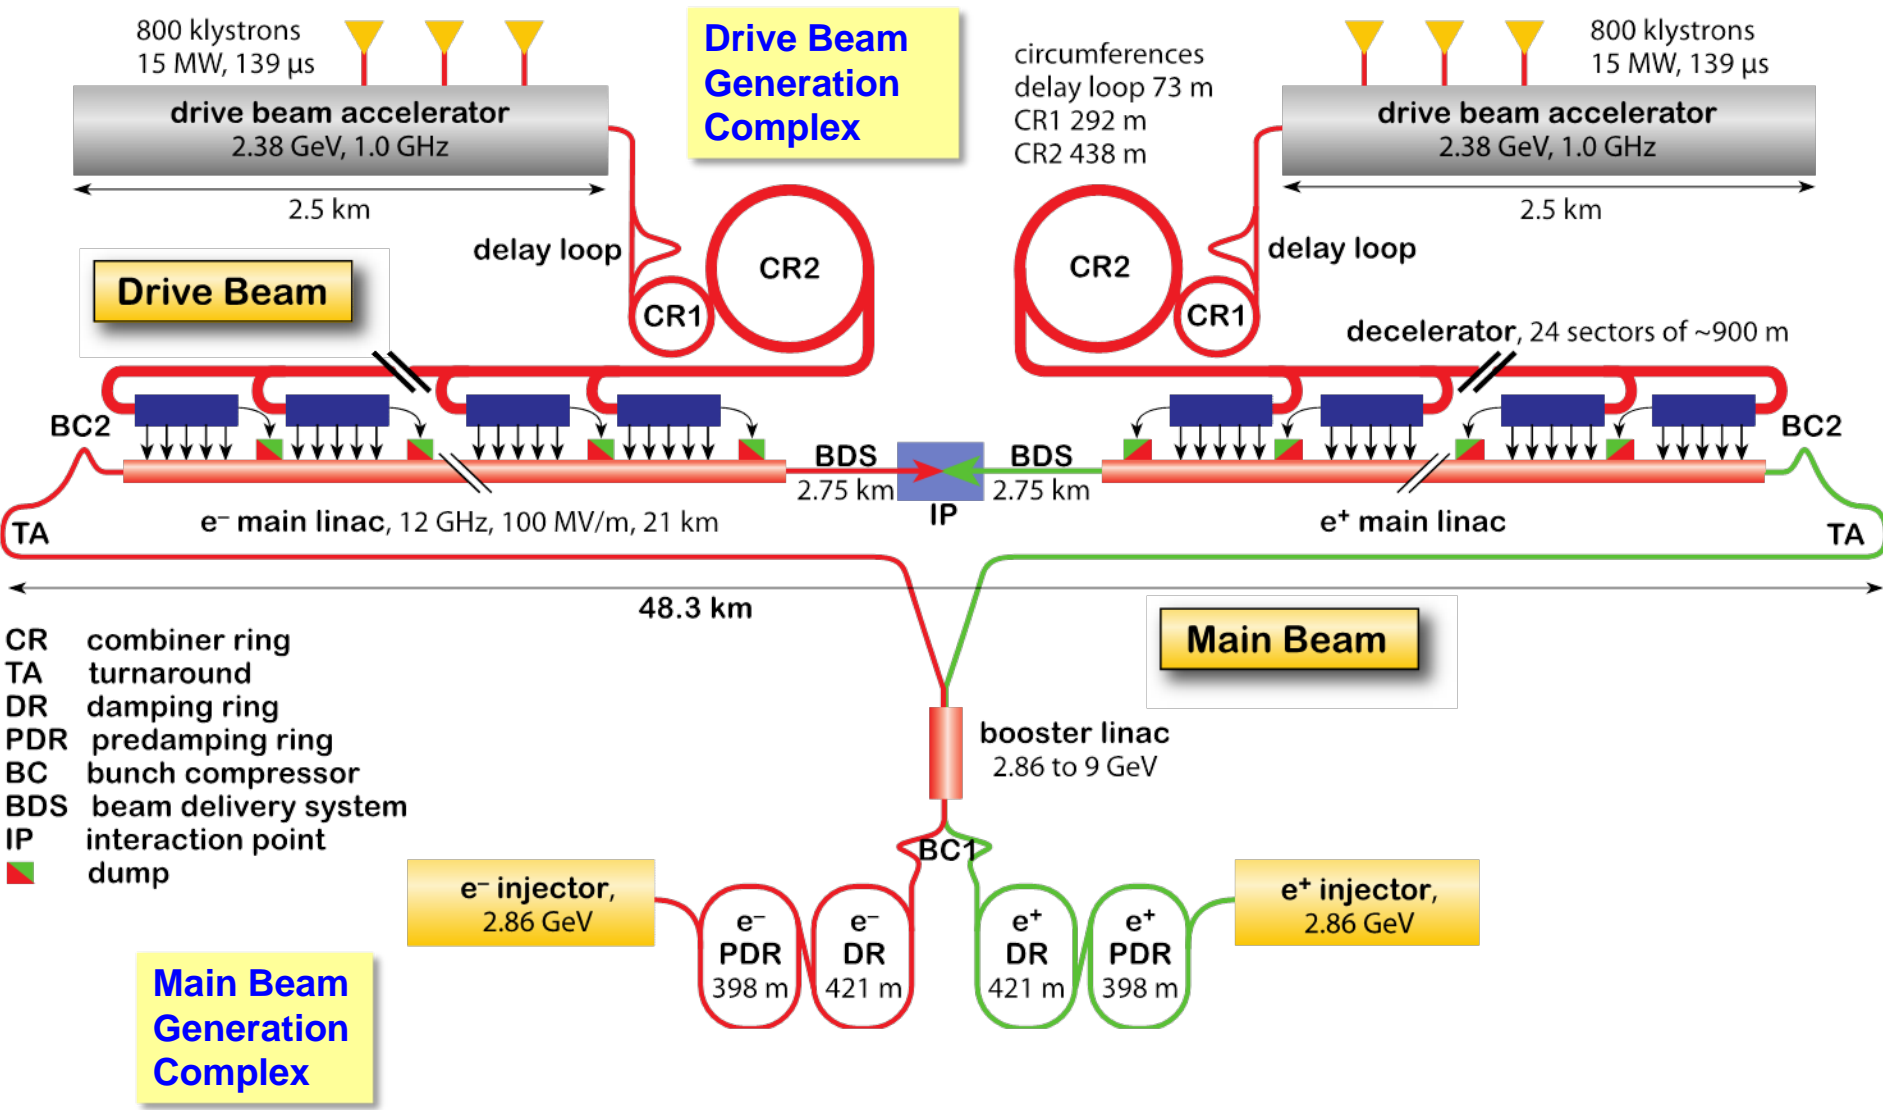 800 klystrons
15 MW, 139 µs
drive beam accelerator
2.38 GeV, 1.0 GHz
2.5 km
Drive Beam
Generation
Complex
circumferences
delay loop 73 m
CR1 292 m
CR2 438 m
800 klystrons
15 MW, 139 µs
drive beam accelerator
2.38 GeV, 1.0 GHz
2.5 km
delay loop
CR2
CR1
CR2
CR1
delay loop
Drive Beam
decelerator, 24 sectors of ~900 m
BC2
BC2
BDS
2.75 km
IP
BDS
2.75 km
TA
e⁻ main linac, 12 GHz, 100 MV/m, 21 km
e⁺ main linac
TA
48.3 km
Main Beam
CR combiner ring
TA turnaround
DR damping ring
PDR predamping ring
BC bunch compressor
BDS beam delivery system
IP interaction point
dump
booster linac
2.86 to 9 GeV
BC1
e⁻ injector,
2.86 GeV
e⁻
PDR
398 m
e⁻
DR
421 m
e⁺
DR
421 m
e⁺
PDR
398 m
e⁺ injector,
2.86 GeV
Main Beam
Generation
Complex